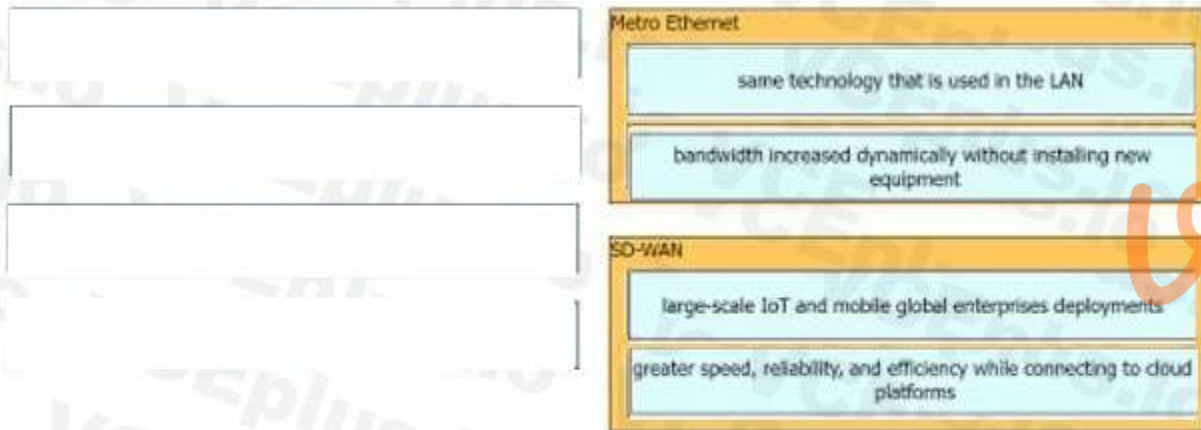 Metro Ethernet
same technology that is used in the LAN
bandwidth increased dynamically without installing new
equipment
SD-WAN
large-scale IoT and mobile global enterprises deployments
greater speed, reliability, and efficiency while connecting to cloud
platforms